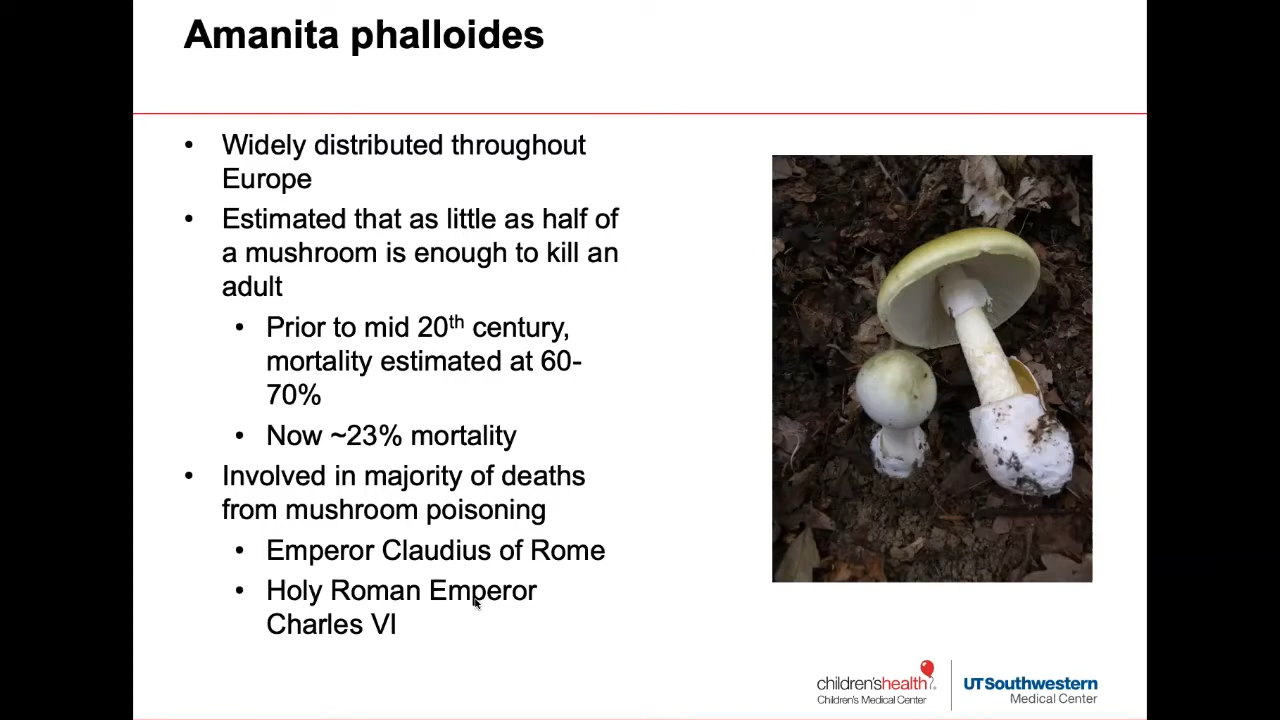 Amanita phalloides
• Widely distributed throughout
Europe
• Estimated that as little as half of
a mushroom is enough to kill an
adult
• Prior to mid 20th century,
mortality estimated at 60-
70%
• Now ~23% mortality
• Involved in majority of deaths
from mushroom poisoning
• Emperor Claudius of Rome
• Holy Roman Emperor
Charles VI
children'shealth
Children's Medical Center
UTSouthwestern
Medical Center